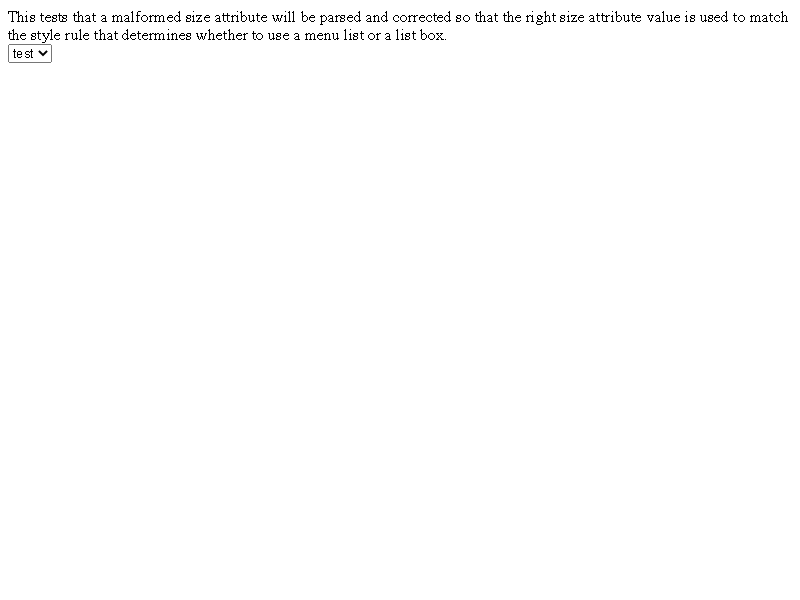 This tests that a malformed size attribute will be parsed and corrected so that the right size attribute value is used to match
the style rule that determines whether to use a menu list or a list box.
test